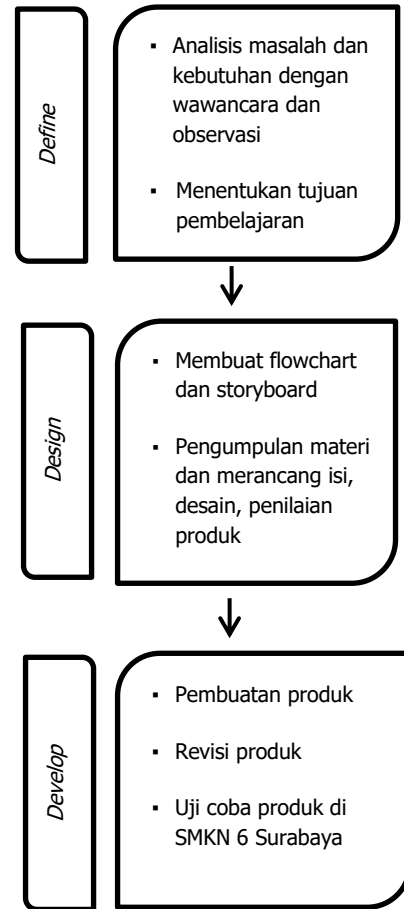 Define
▪ Analisis masalah dan
kebutuhan dengan
wawancara dan
observasi
▪ Menentukan tujuan
pembelajaran
Design
▪ Membuat flowchart
dan storyboard
▪ Pengumpulan materi
dan merancang isi,
desain, penilaian
produk
Develop
▪ Pembuatan produk
▪ Revisi produk
▪ Uji coba produk di
SMKN 6 Surabaya